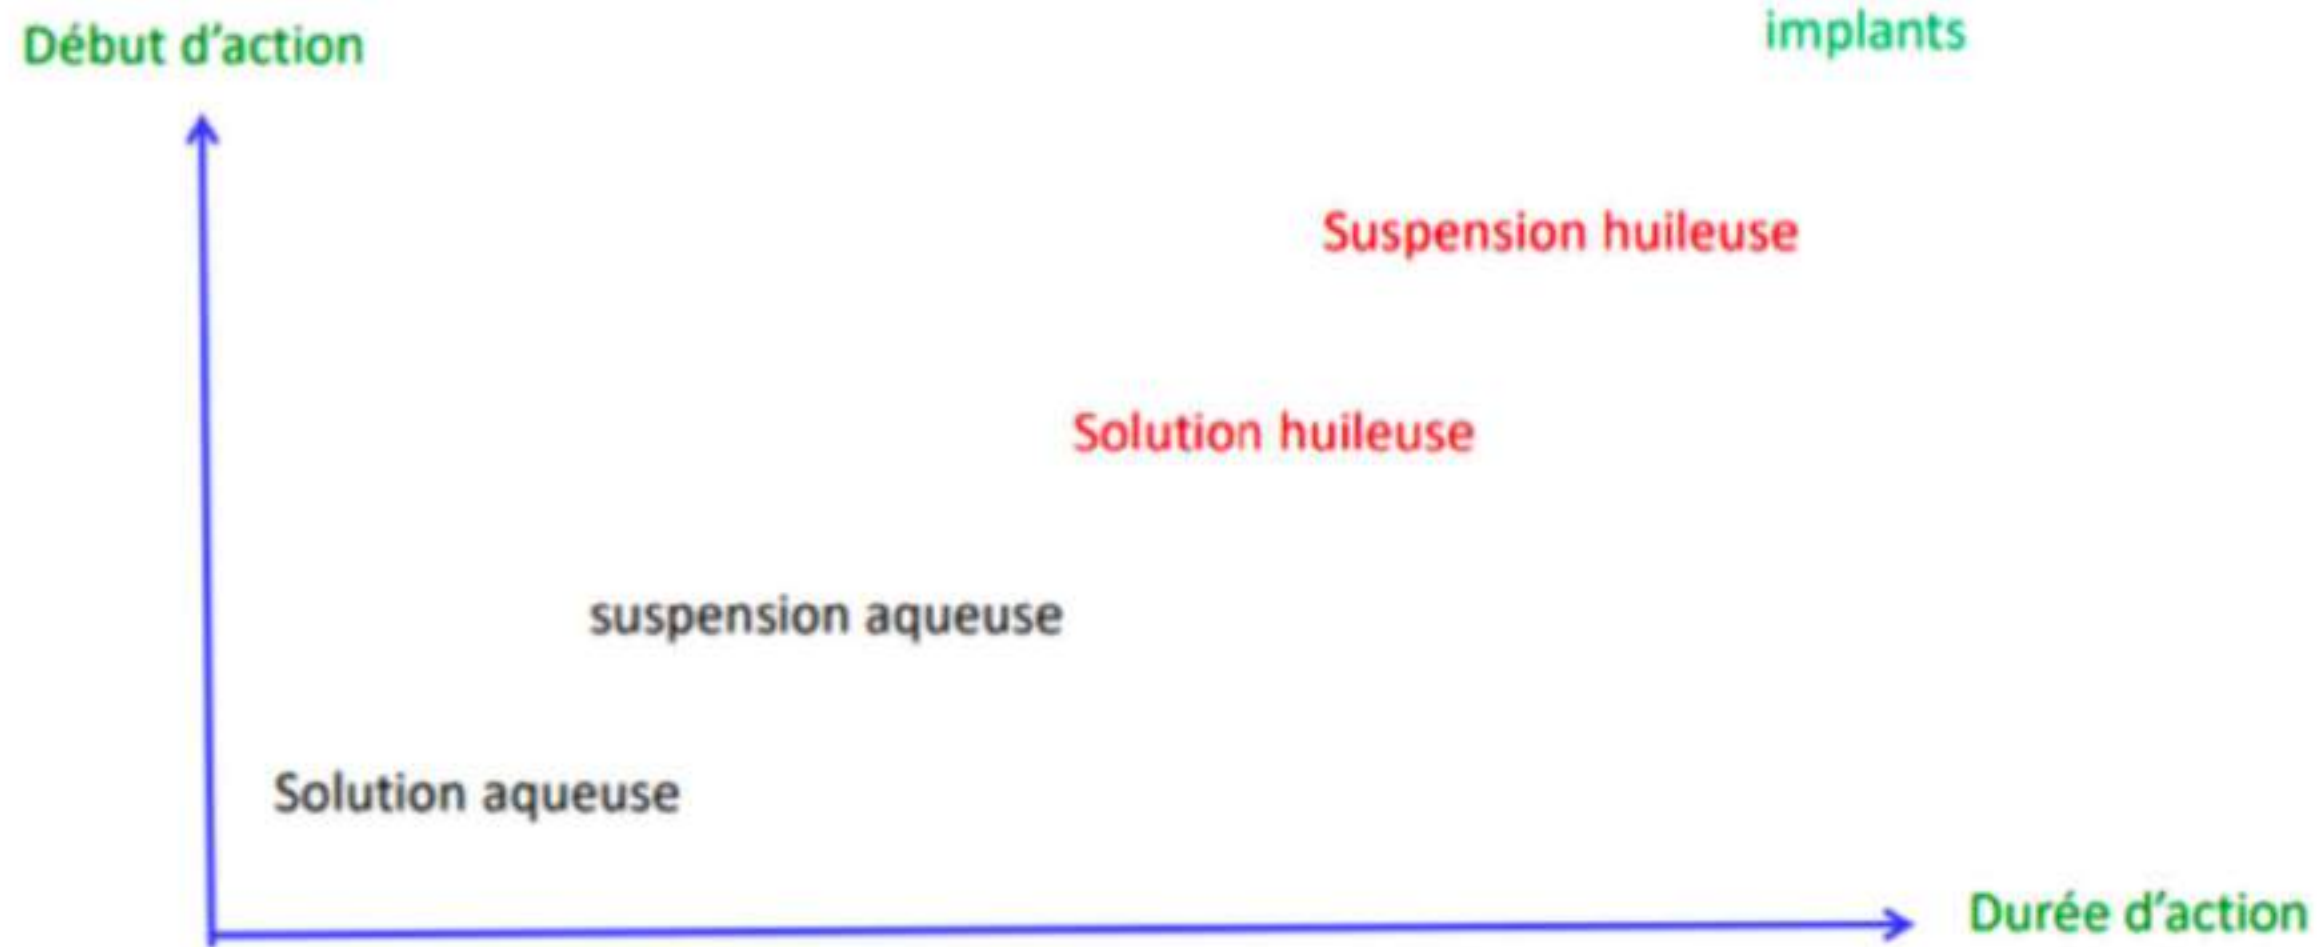 Début d'action
implants
Suspension huileuse
Solution huileuse
suspension aqueuse
Solution aqueuse
Durée d'action